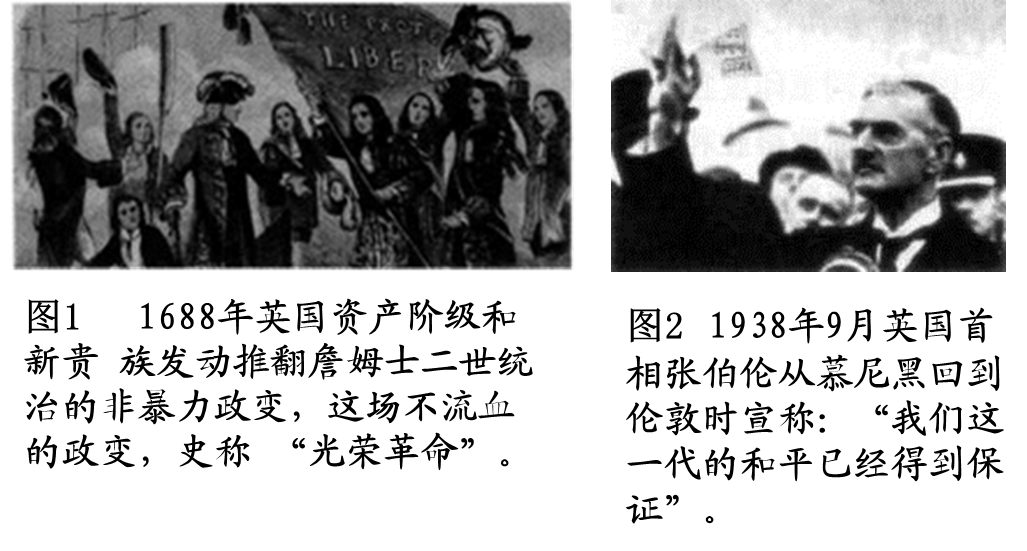 THE PROT
LIBER
图1 1688年英国资产阶级和
新贵 族发动推翻詹姆士二世统
治的非暴力政变，这场不流血
的政变，史称 “光荣革命”。
图2 1938年9月英国首
相张伯伦从慕尼黑回到
伦敦时宣称：“我们这
一代的和平已经得到保
证”。